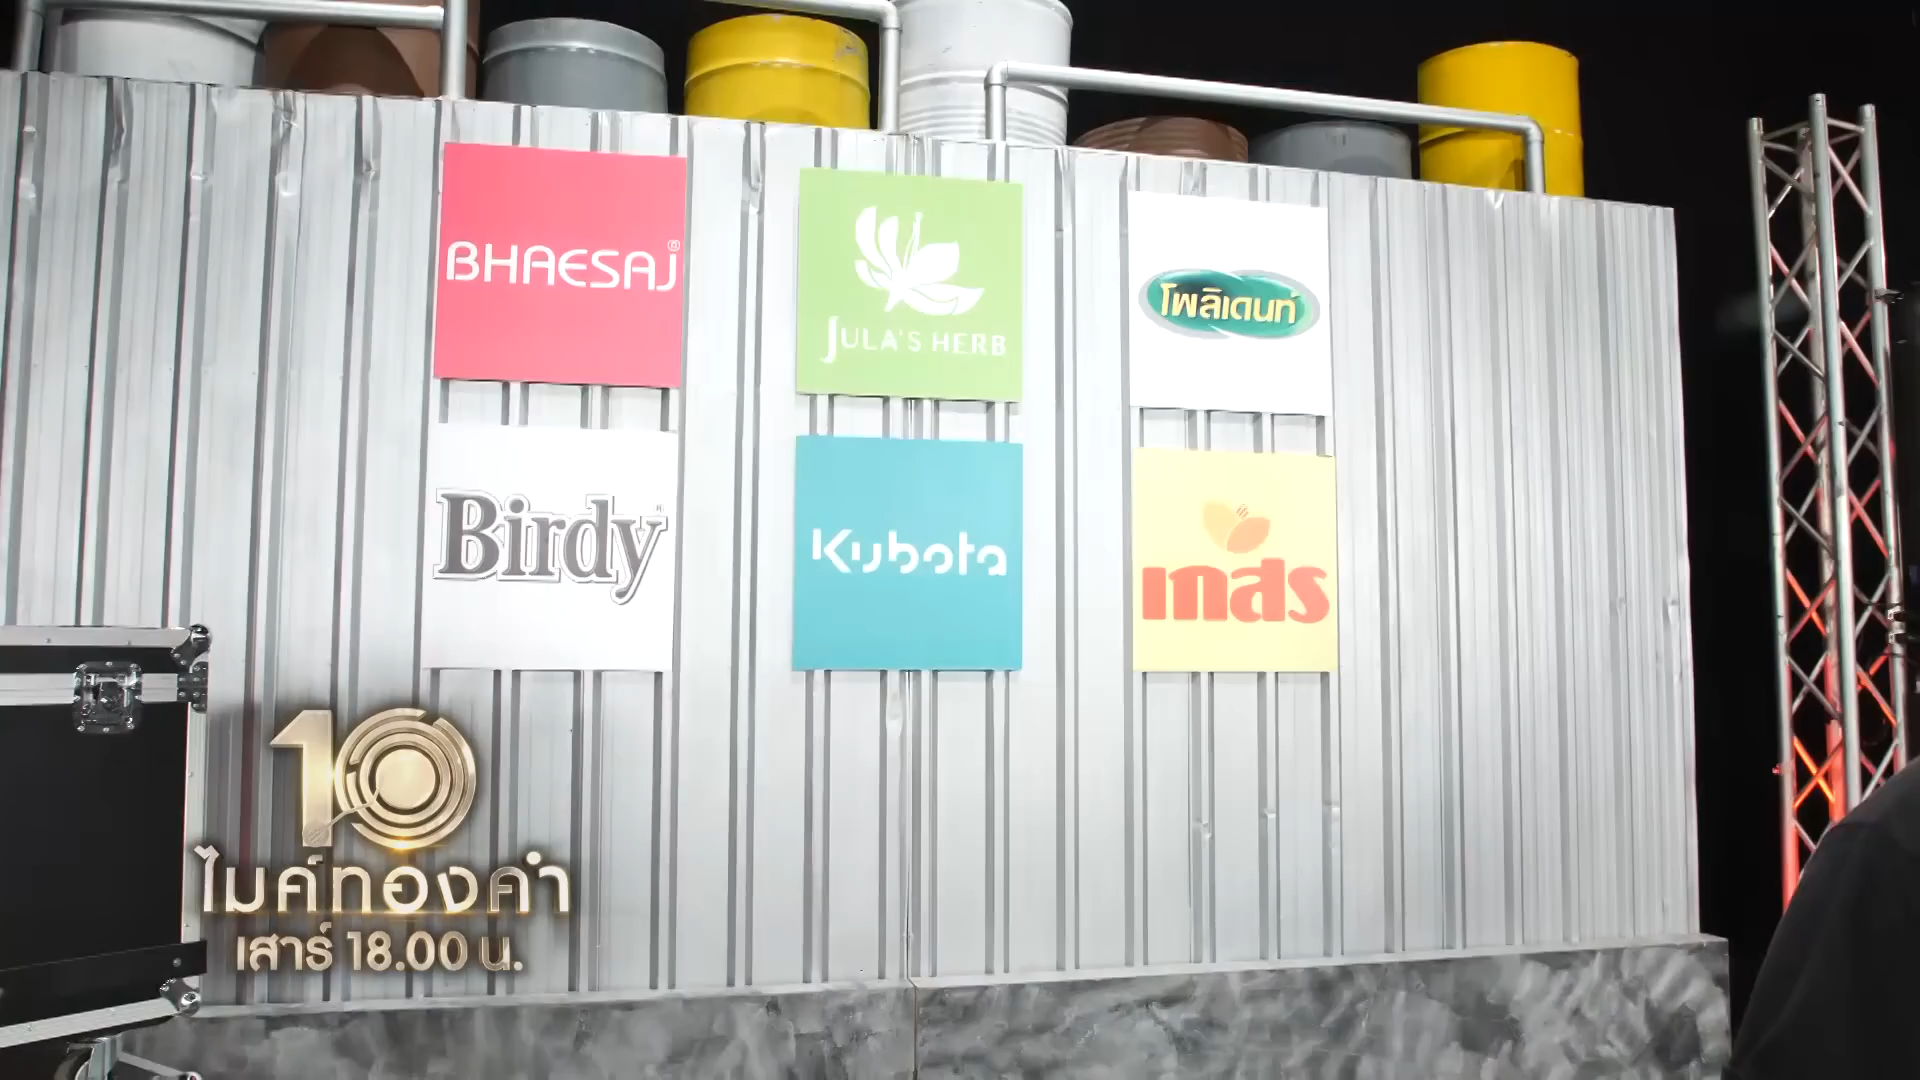 BHAESAJ®
JULA'S HERB
โพลิเดนท์
Birdy
Kubota
เกสร
10
ไมค์ทองคำ
เสาร์ 18.00 น.